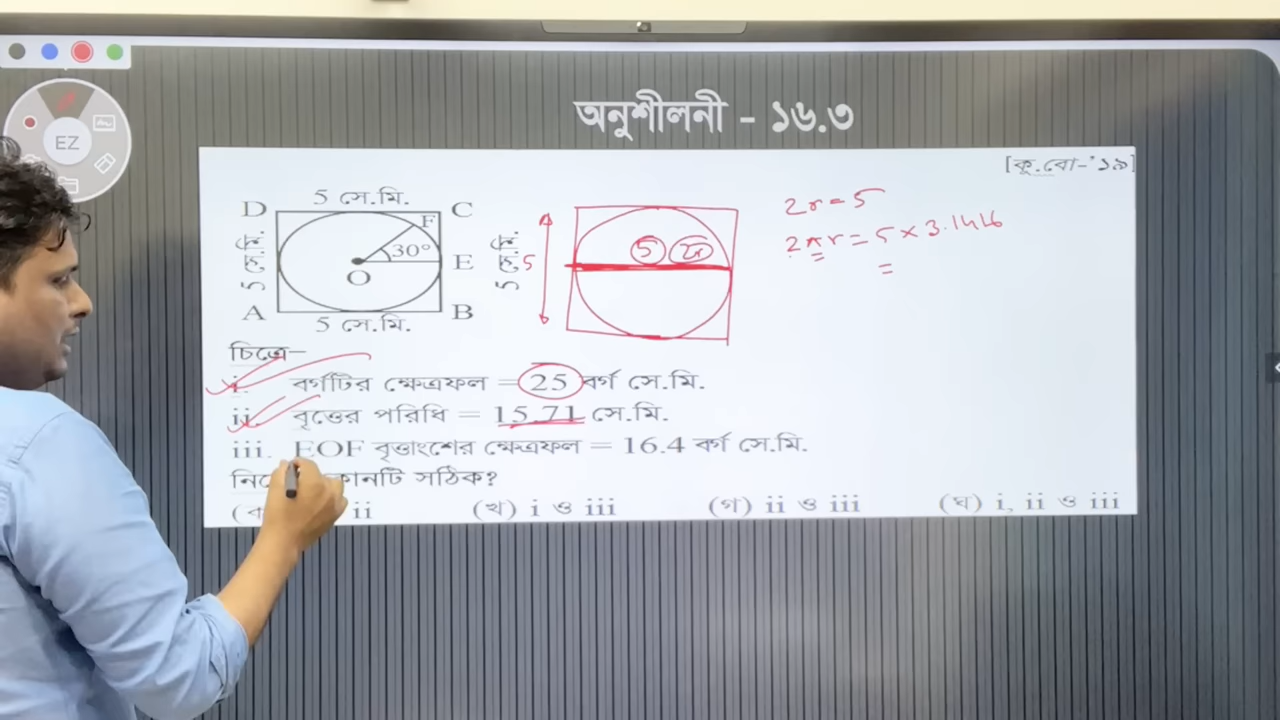 EZ
অনুশীলনী - ১৬.৩
[কু.বো-'১৯]
5 সে.মি.
D C
F
5 সে.মি.
30°
E
O
5 সে.মি.
A B
5 সে.মি.
5
5 সে.মি.
2r = 5
2πr = 5 × 3.1416
=
চিত্রে–
i. বর্গটির ক্ষেত্রফল = 25 বর্গ সে.মি.
ii. বৃত্তের পরিধি = 15.71 সে.মি.
iii. EOF বৃত্তাংশের ক্ষেত্রফল = 16.4 বর্গ সে.মি.
সঠিক?
ii (খ) i ও iii (গ) ii ও iii (ঘ) i, ii ও iii